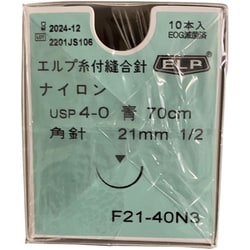 2024-12
10本入
LOT 2201JS106
EOG滅菌済
エルプ糸付縫合針
ELP
ナイロン
USP 4-0 青 70cm
角針 21mm 1/2
F21-40N3